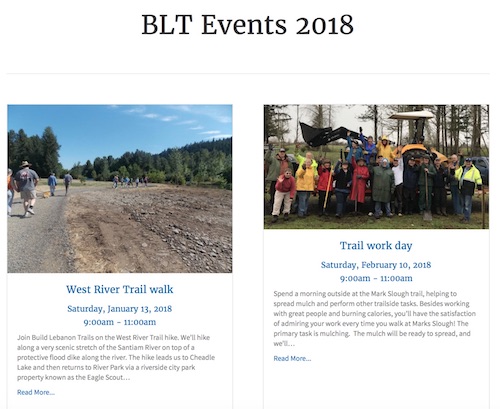 BLT Events 2018
West River Trail walk
Saturday, January 13, 2018
9:00am - 11:00am
Join Build Lebanon Trails on the West River Trail hike. We'll hike
along a very scenic stretch of the Santiam River on top of a
protective flood dike along the river. The hike leads us to Cheadle
Lake and then returns to River Park via a riverside city park
property known as the Eagle Scout…
Read More...
Trail work day
Saturday, February 10, 2018
9:00am - 11:00am
Spend a morning outside at the Mark Slough trail, helping to
spread mulch and perform other trailside tasks. Besides working
with great people and burning calories, you'll have the satisfaction
of admiring your work every time you walk at Marks Slough! The
primary task is mulching.  The mulch will be ready to spread, and
we'll…
Read More...